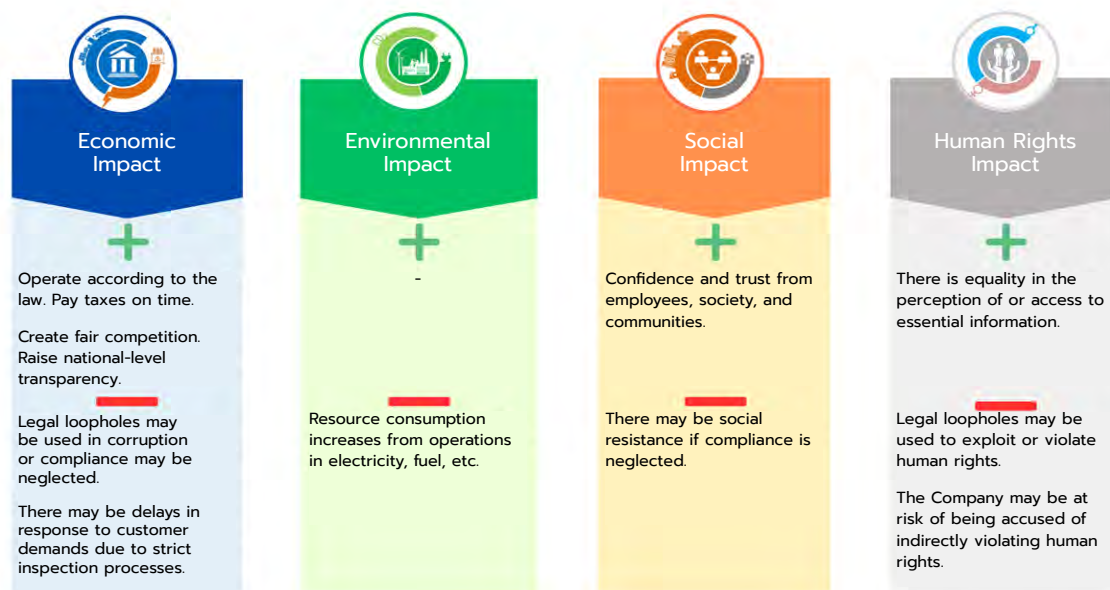 Economic
Impact
Operate according to the
law. Pay taxes on time.
Create fair competition.
Raise national-level
transparency.
Legal loopholes may
be used in corruption
or compliance may be
neglected.
There may be delays in
response to customer
demands due to strict
inspection processes.
Environmental
Impact
-
Resource consumption
increases from operations
in electricity, fuel, etc.
Social
Impact
Confidence and trust from
employees, society, and
communities.
There may be social
resistance if compliance is
neglected.
Human Rights
Impact
There is equality in the
perception of or access to
essential information.
Legal loopholes may be
used to exploit or violate
human rights.
The Company may be at
risk of being accused of
indirectly violating human
rights.